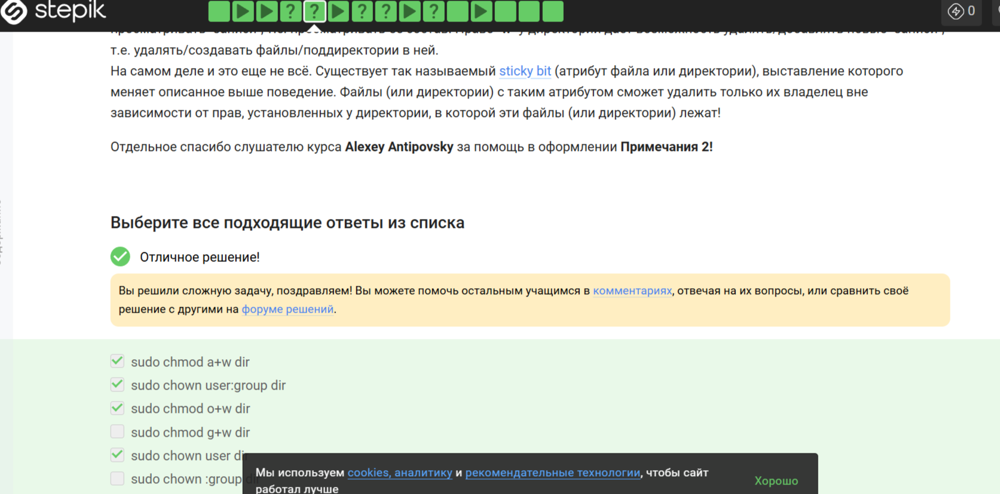 stepik
0
т.е. удалять/создавать файлы/поддиректории в ней.
На самом деле и это еще не всё. Существует так называемый sticky bit (атрибут файла или директории), выставление которого
меняет описанное выше поведение. Файлы (или директории) с таким атрибутом сможет удалить только их владелец вне
зависимости от прав, установленных у директории, в которой эти файлы (или директории) лежат!
Отдельное спасибо слушателю курса Alexey Antipovsky за помощь в оформлении Примечания 2!
Выберите все подходящие ответы из списка
Отличное решение!
Вы решили сложную задачу, поздравляем! Вы можете помочь остальным учащимся в комментариях, отвечая на их вопросы, или сравнить своё
решение с другими на форуме решений.
sudo chmod a+w dir
sudo chown user:group dir
sudo chmod o+w dir
sudo chmod g+w dir
sudo chown user dir
sudo chown :group dir
Мы используем cookies, аналитику и рекомендательные технологии, чтобы сайт
работал лучше
Хорошо